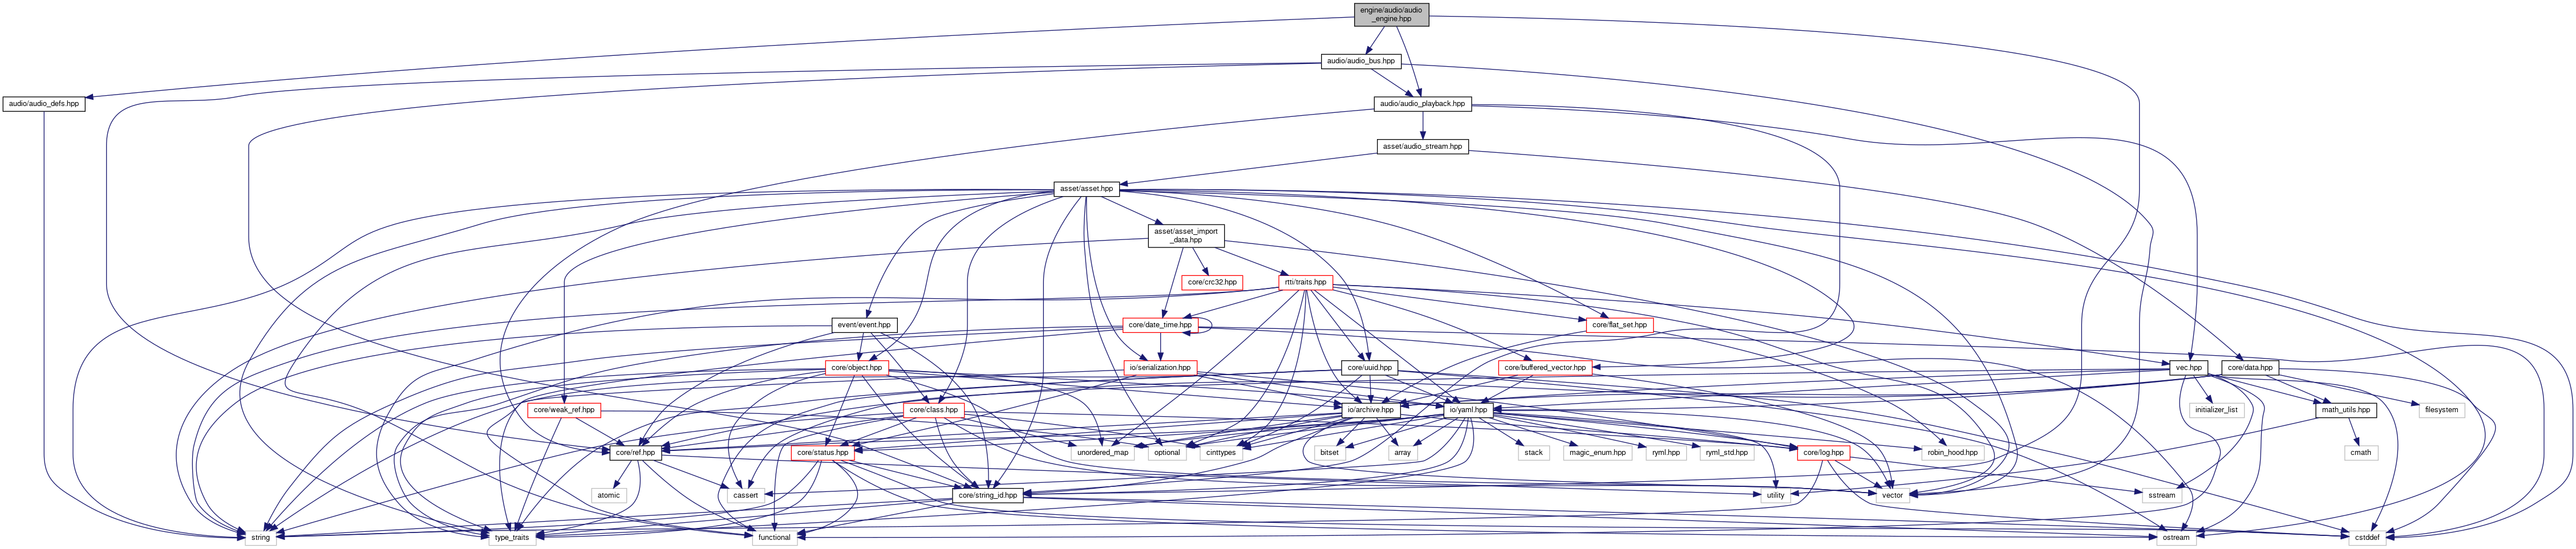 engine/audio/audio
_engine.hpp
audio/audio_bus.hpp
audio/audio_defs.hpp
audio/audio_playback.hpp
asset/audio_stream.hpp
asset/asset.hpp
asset/asset_import
_data.hpp
core/crc32.hpp
rtti/traits.hpp
event/event.hpp
core/date_time.hpp
core/flat_set.hpp
core/object.hpp
io/serialization.hpp
core/uuid.hpp
core/buffered_vector.hpp
vec.hpp
core/data.hpp
core/weak_ref.hpp
core/class.hpp
io/archive.hpp
io/yaml.hpp
initializer_list
math_utils.hpp
filesystem
core/ref.hpp
core/status.hpp
unordered_map
optional
cinttypes
bitset
array
stack
magic_enum.hpp
ryml.hpp
ryml_std.hpp
core/log.hpp
robin_hood.hpp
cmath
atomic
cassert
core/string_id.hpp
utility
vector
sstream
string
type_traits
functional
ostream
cstddef